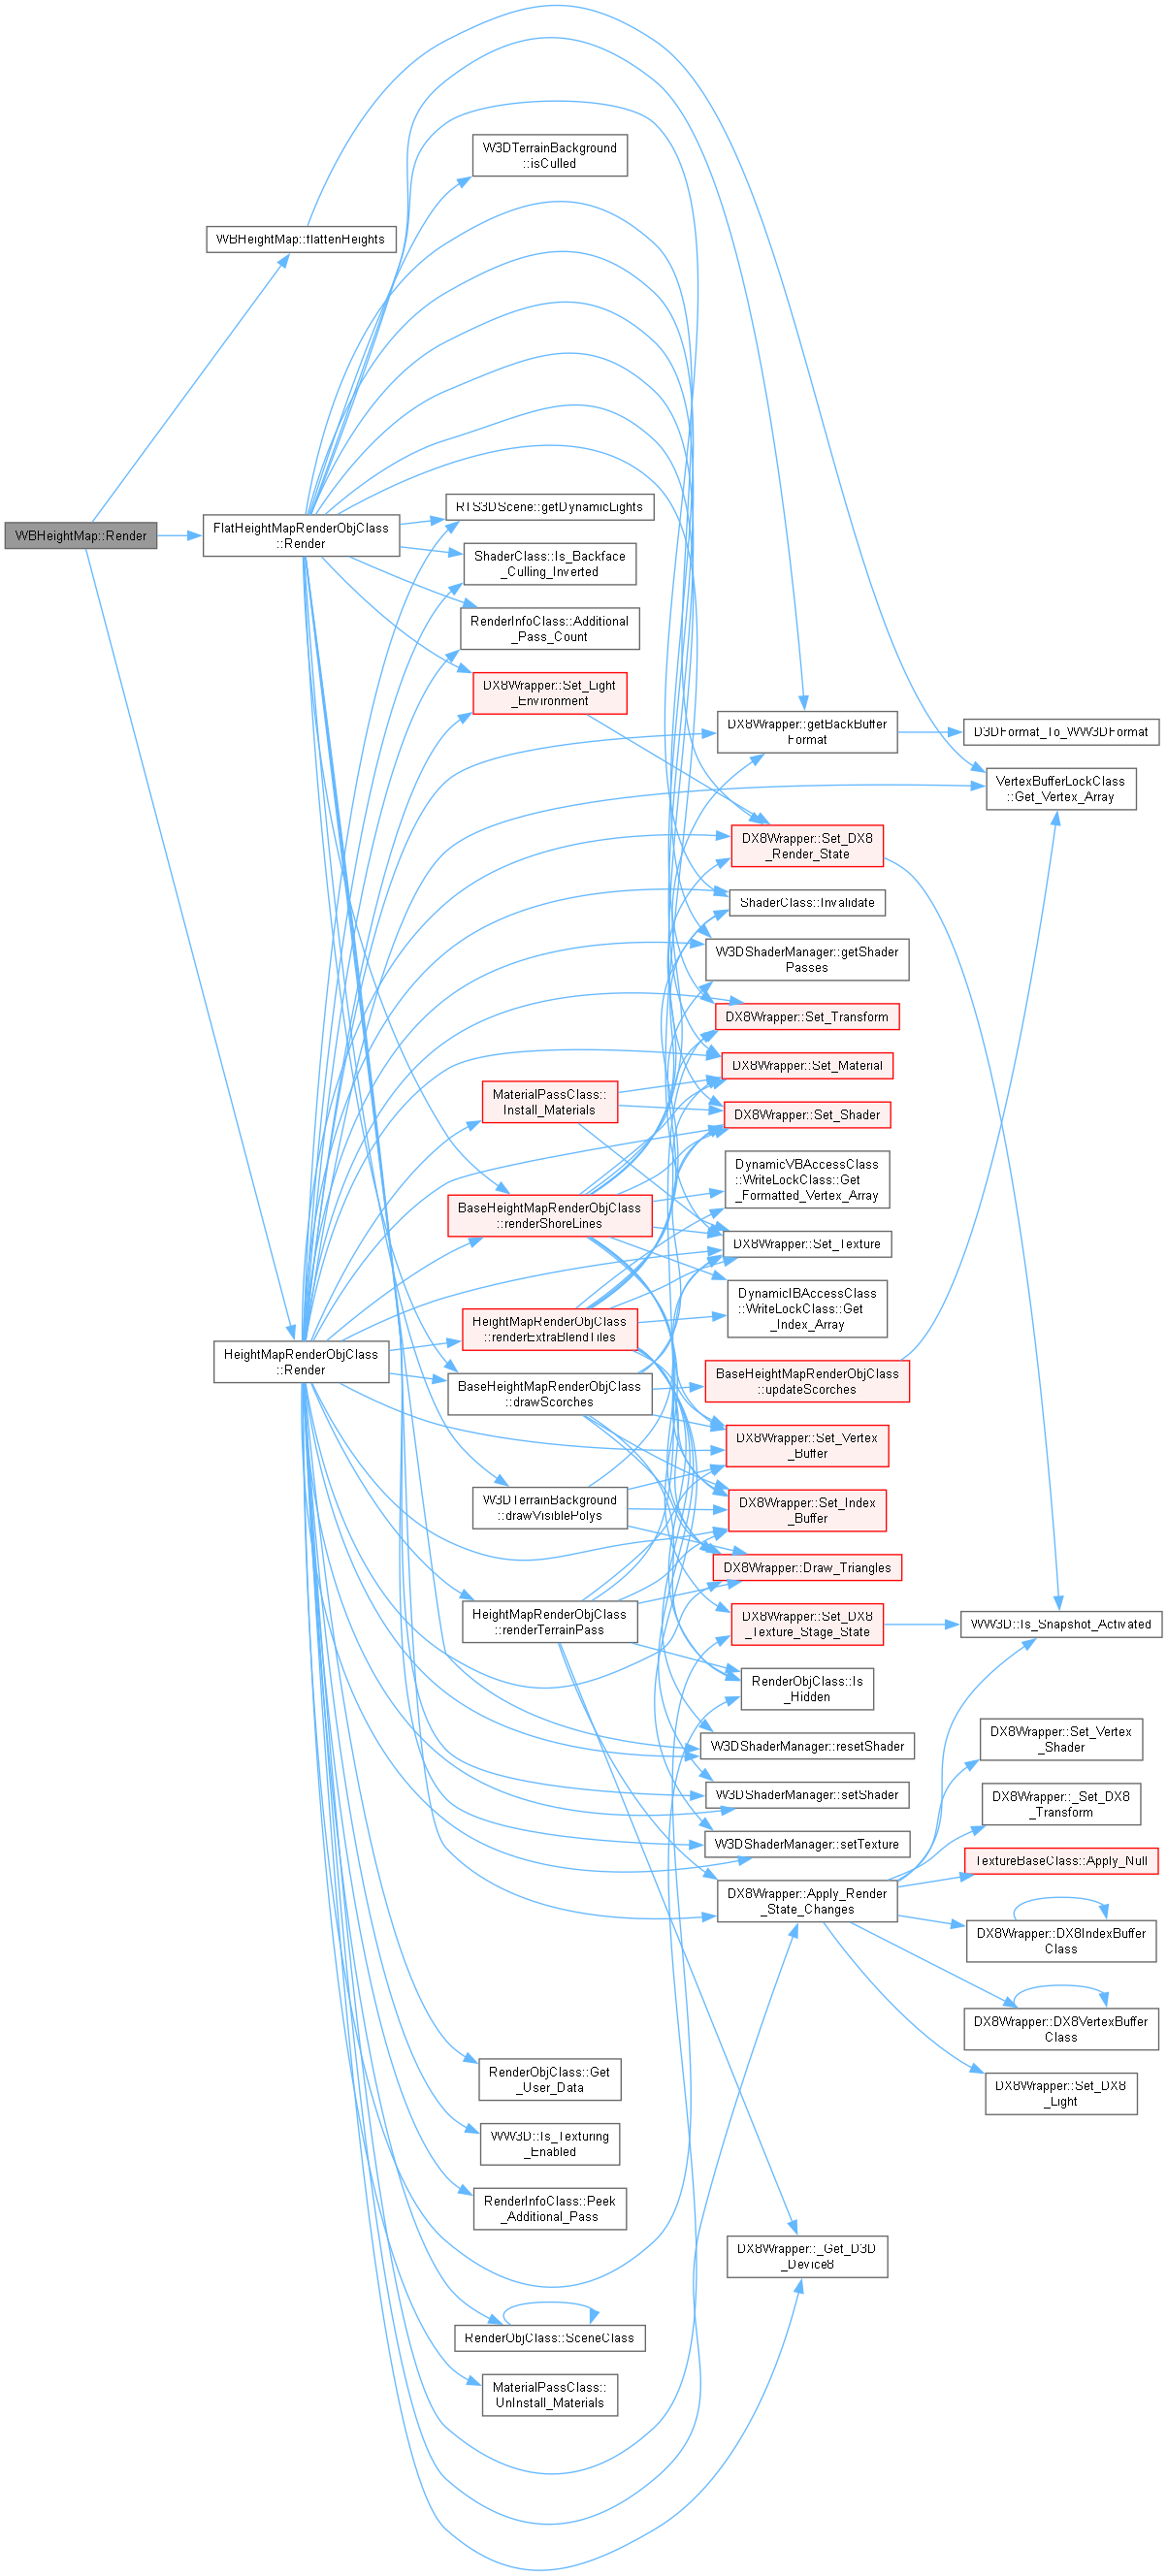 W3DTerrainBackground
::isCulled
WBHeightMap::flattenHeights
RTS3DScene::getDynamicLights
WBHeightMap::Render
FlatHeightMapRenderObjClass
::Render
ShaderClass::Is_Backface
_Culling_Inverted
RenderInfoClass::Additional
_Pass_Count
DX8Wrapper::Set_Light
_Environment
DX8Wrapper::getBackBuffer
Format
D3DFormat_To_WW3DFormat
VertexBufferLockClass
::Get_Vertex_Array
DX8Wrapper::Set_DX8
_Render_State
ShaderClass::Invalidate
W3DShaderManager::getShader
Passes
DX8Wrapper::Set_Transform
DX8Wrapper::Set_Material
MaterialPassClass::
Install_Materials
DX8Wrapper::Set_Shader
DynamicVBAccessClass
::WriteLockClass::Get
_Formatted_Vertex_Array
BaseHeightMapRenderObjClass
::renderShoreLines
DX8Wrapper::Set_Texture
DynamicIBAccessClass
::WriteLockClass::Get
_Index_Array
HeightMapRenderObjClass
::renderExtraBlendTiles
HeightMapRenderObjClass
::Render
BaseHeightMapRenderObjClass
::drawScorches
BaseHeightMapRenderObjClass
::updateScorches
DX8Wrapper::Set_Vertex
_Buffer
W3DTerrainBackground
::drawVisiblePolys
DX8Wrapper::Set_Index
_Buffer
DX8Wrapper::Draw_Triangles
HeightMapRenderObjClass
::renderTerrainPass
DX8Wrapper::Set_DX8
_Texture_Stage_State
WW3D::Is_Snapshot_Activated
RenderObjClass::Is
_Hidden
W3DShaderManager::resetShader
DX8Wrapper::Set_Vertex
_Shader
W3DShaderManager::setShader
DX8Wrapper::_Set_DX8
_Transform
W3DShaderManager::setTexture
TextureBaseClass::Apply_Null
DX8Wrapper::Apply_Render
_State_Changes
DX8Wrapper::DX8IndexBuffer
Class
DX8Wrapper::DX8VertexBuffer
Class
RenderObjClass::Get
_User_Data
DX8Wrapper::Set_DX8
_Light
WW3D::Is_Texturing
_Enabled
RenderInfoClass::Peek
_Additional_Pass
DX8Wrapper::_Get_D3D
_Device8
RenderObjClass::SceneClass
MaterialPassClass::
UnInstall_Materials